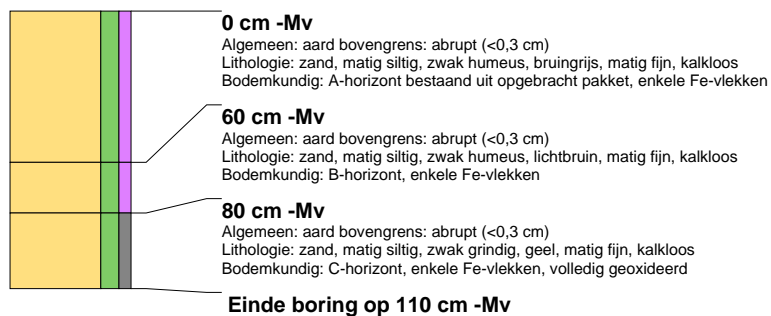 0 cm -Mv
Algemeen: aard bovengrens: abrupt (<0,3 cm)
Lithologie: zand, matig siltig, zwak humeus, bruingrijs, matig fijn, kalkloos
Bodemkundig: A-horizont bestaand uit opgebracht pakket, enkele Fe-vlekken
60 cm -Mv
Algemeen: aard bovengrens: abrupt (<0,3 cm)
Lithologie: zand, matig siltig, zwak humeus, lichtbruin, matig fijn, kalkloos
Bodemkundig: B-horizont, enkele Fe-vlekken
80 cm -Mv
Algemeen: aard bovengrens: abrupt (<0,3 cm)
Lithologie: zand, matig siltig, zwak grindig, geel, matig fijn, kalkloos
Bodemkundig: C-horizont, enkele Fe-vlekken, volledig geoxideerd
Einde boring op 110 cm -Mv